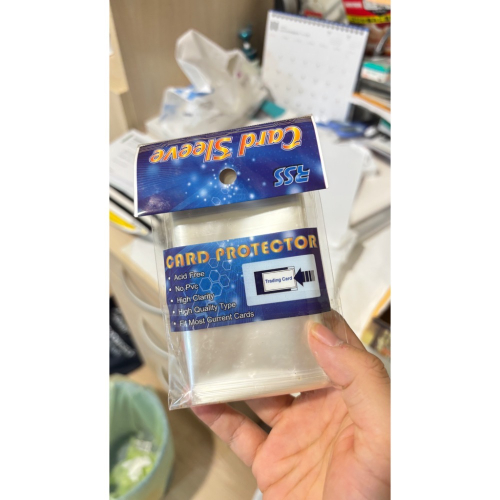 Card Sleeve
RSS
CARD PROTECTOR
• Acid Free
• No Pvc
• High Clarity
• High Quality Type
• Fit Most Current Cards
Trading Card